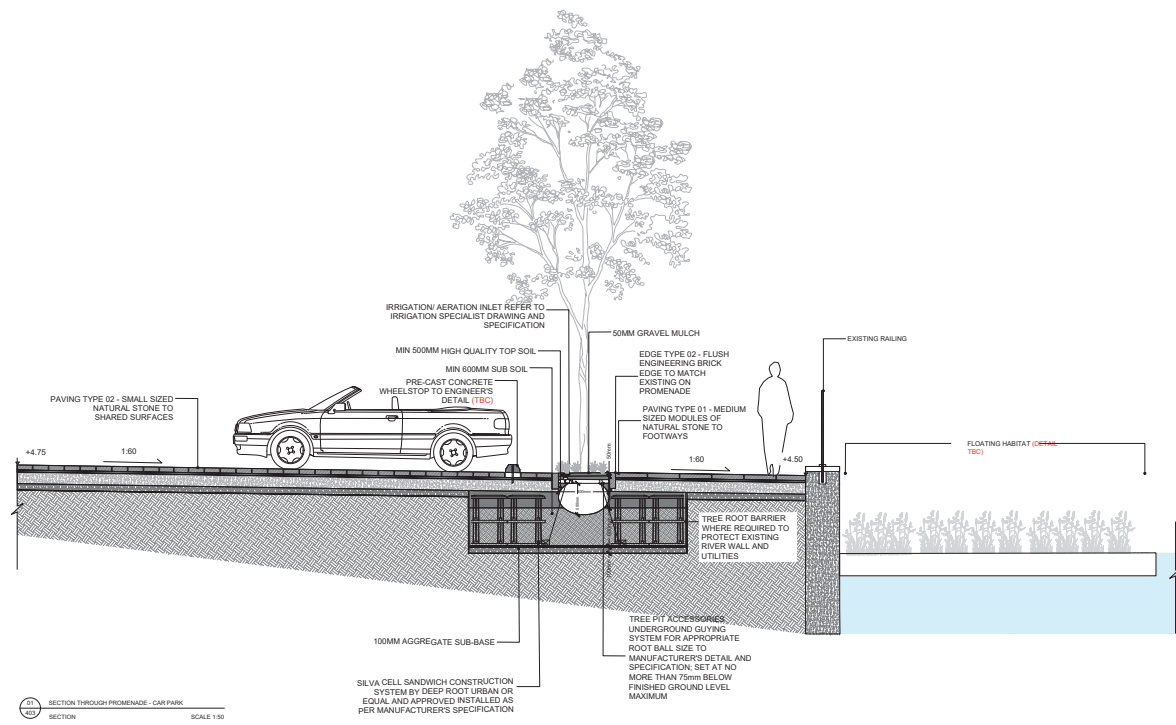 IRRIGATION/ AERATION INLET REFER TO
IRRIGATION SPECIALIST DRAWING AND
SPECIFICATION
50MM GRAVEL MULCH
EXISTING RAILING
MIN 500MM HIGH QUALITY TOP SOIL
MIN 600MM SUB SOIL
EDGE TYPE 02 - FLUSH
ENGINEERING BRICK
EDGE TO MATCH
EXISTING ON
PROMENADE
PRE-CAST CONCRETE
WHEELSTOP TO ENGINEER'S
DETAIL (TBC)
PAVING TYPE 02 - SMALL SIZED
NATURAL STONE TO
SHARED SURFACES
PAVING TYPE 01 - MEDIUM
SIZED MODULES OF
NATURAL STONE TO
FOOTWAYS
+4.75
1:60
50mm
1:60
+4.50
FLOATING HABITAT (DETAIL
TBC)
TREE ROOT BARRIER
WHERE REQUIRED TO
PROTECT EXISTING
RIVER WALL AND
UTILITIES
100MM AGGREGATE SUB-BASE
TREE PIT ACCESSORIES
UNDERGROUND GUYING
SYSTEM FOR APPROPRIATE
ROOT BALL SIZE TO
MANUFACTURER'S DETAIL AND
SPECIFICATION; SET AT NO
MORE THAN 75mm BELOW
FINISHED GROUND LEVEL
MAXIMUM
SILVA CELL SANDWICH CONSTRUCTION
SYSTEM BY DEEP ROOT URBAN OR
EQUAL AND APPROVED INSTALLED AS
PER MANUFACTURER'S SPECIFICATION
01
403
SECTION THROUGH PROMENADE - CAR PARK
SECTION
SCALE 1:50